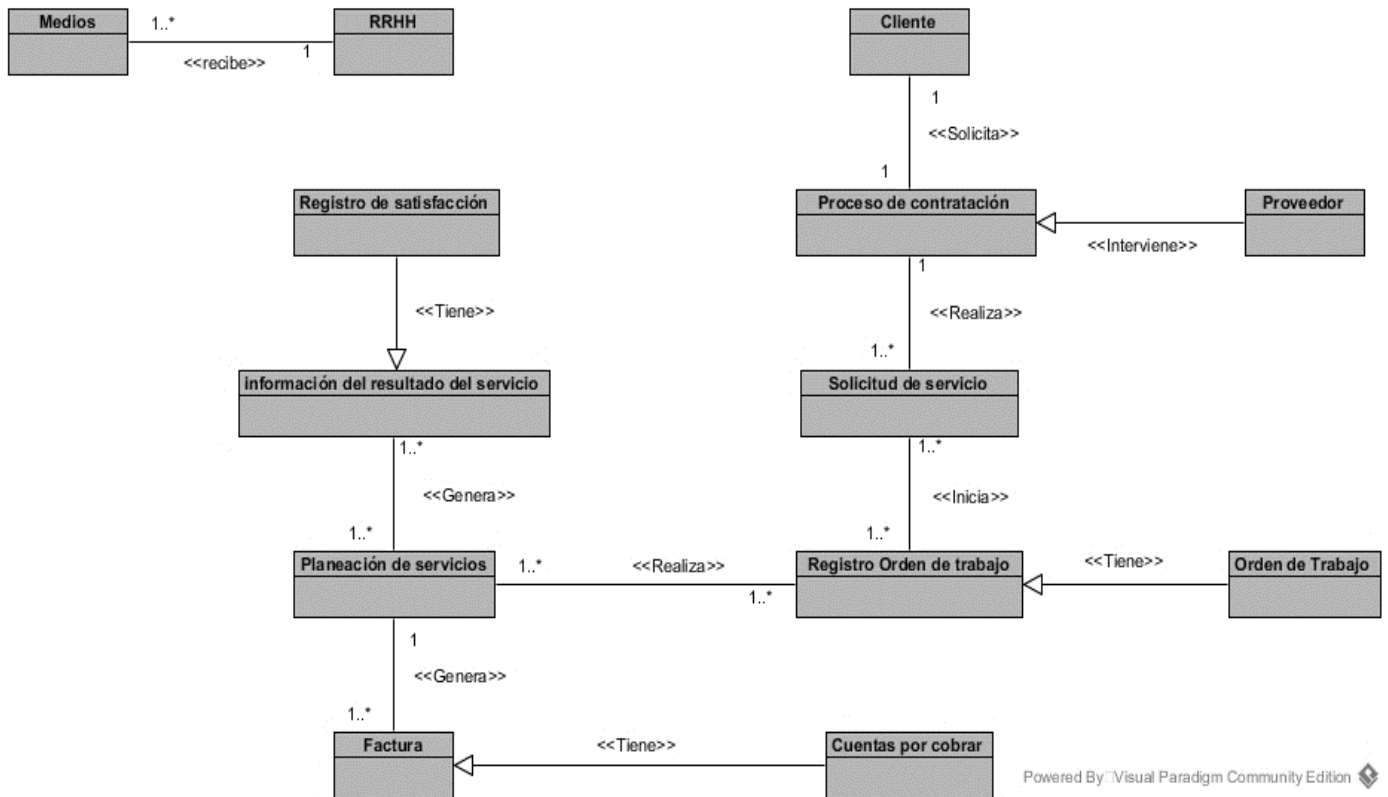 Medios
1..*
RRHH
1
<<recibe>>
Cliente
1
<<Solicita>>
1
Registro de satisfacción
Proceso de contratación
Proveedor
<<Interviene>>
1
<<Tiene>>
<<Realiza>>
1..*
información del resultado del servicio
Solicitud de servicio
1..*
1..*
<<Genera>>
<<Inicia>>
1..*
1..*
Planeación de servicios
1..*
<<Realiza>>
1..*
Registro Orden de trabajo
<<Tiene>>
Orden de Trabajo
1
<<Genera>>
1..*
Factura
<<Tiene>>
Cuentas por cobrar
Powered By Visual Paradigm Community Edition